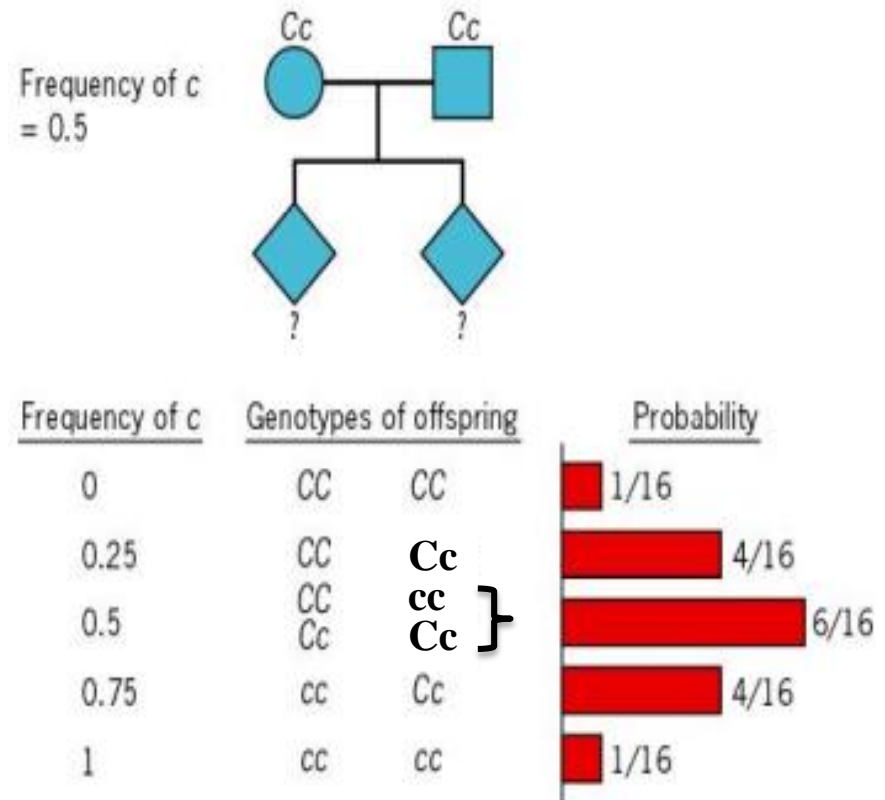 Cc Cc
Frequency of c
= 0.5
? ?
Frequency of c Genotypes of offspring Probability
0 CC CC 1/16
0.25 CC Cc 4/16
CC cc
0.5 6/16
Cc Cc
0.75 cc Cc 4/16
1 cc cc 1/16